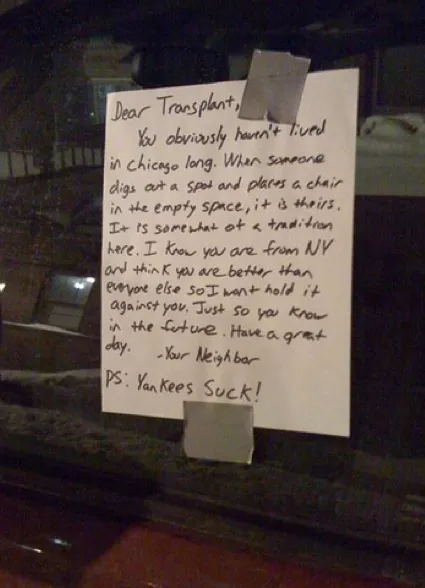 Dear Transplant,
You obviously haven't lived
in Chicago long. When someone
digs out a spot and places a chair
in the empty space, it is theirs.
It is somewhat of a tradition
here. I know you are from NY
and think you are better than
everyone else so I wont hold it
against you. Just so you know
in the future. Have a great
day. -Your Neighbor
PS: Yankees Suck!